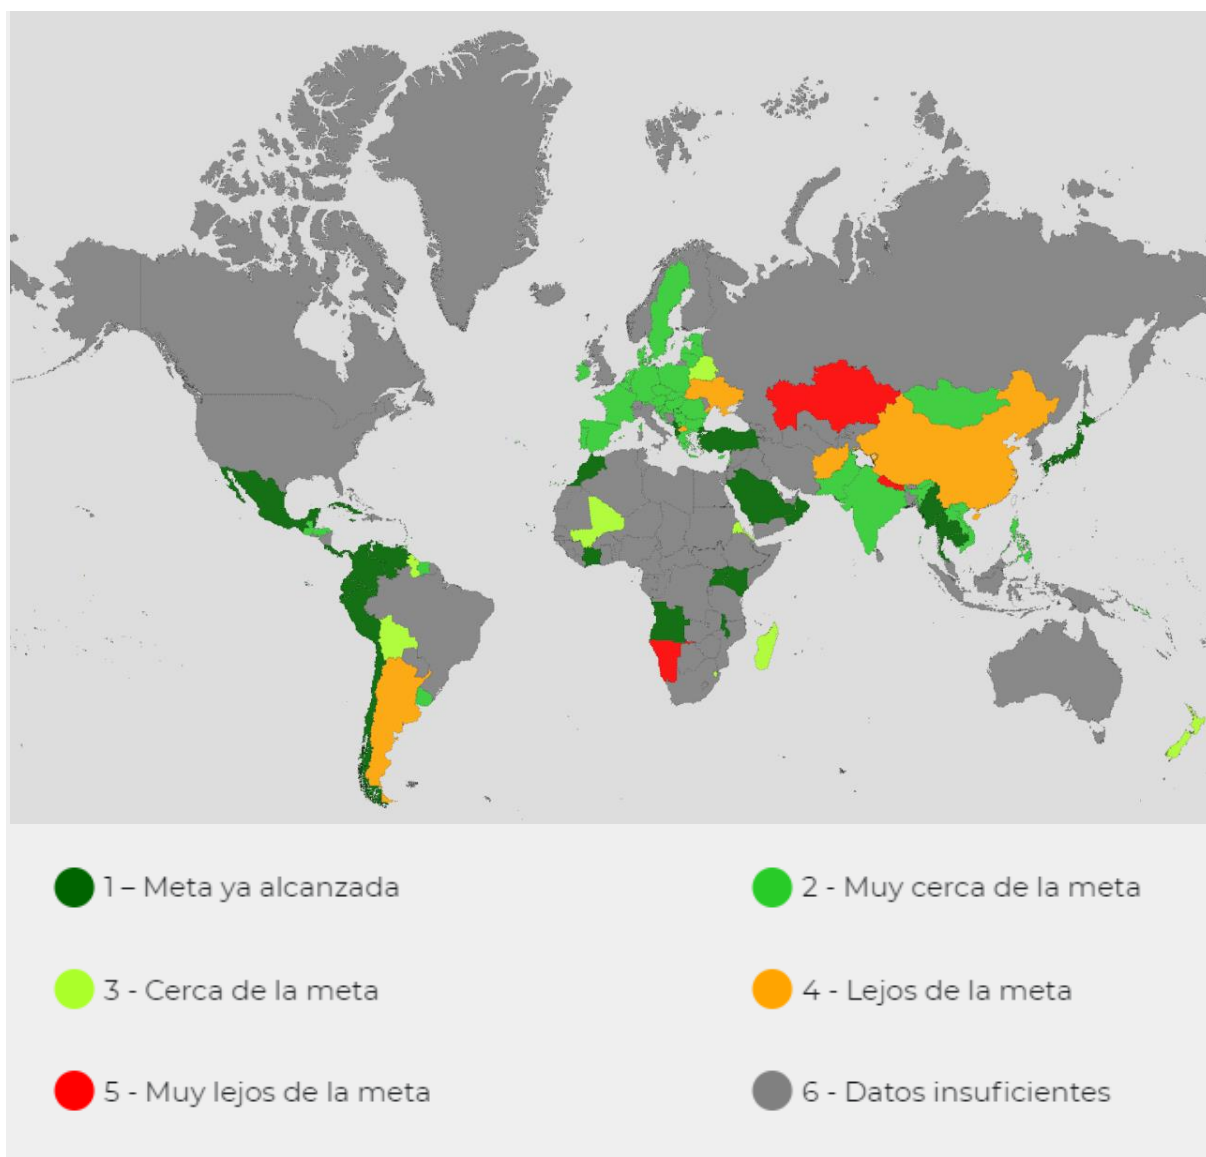 1 – Meta ya alcanzada
2 - Muy cerca de la meta
3 - Cerca de la meta
4 - Lejos de la meta
5 - Muy lejos de la meta
6 - Datos insuficientes